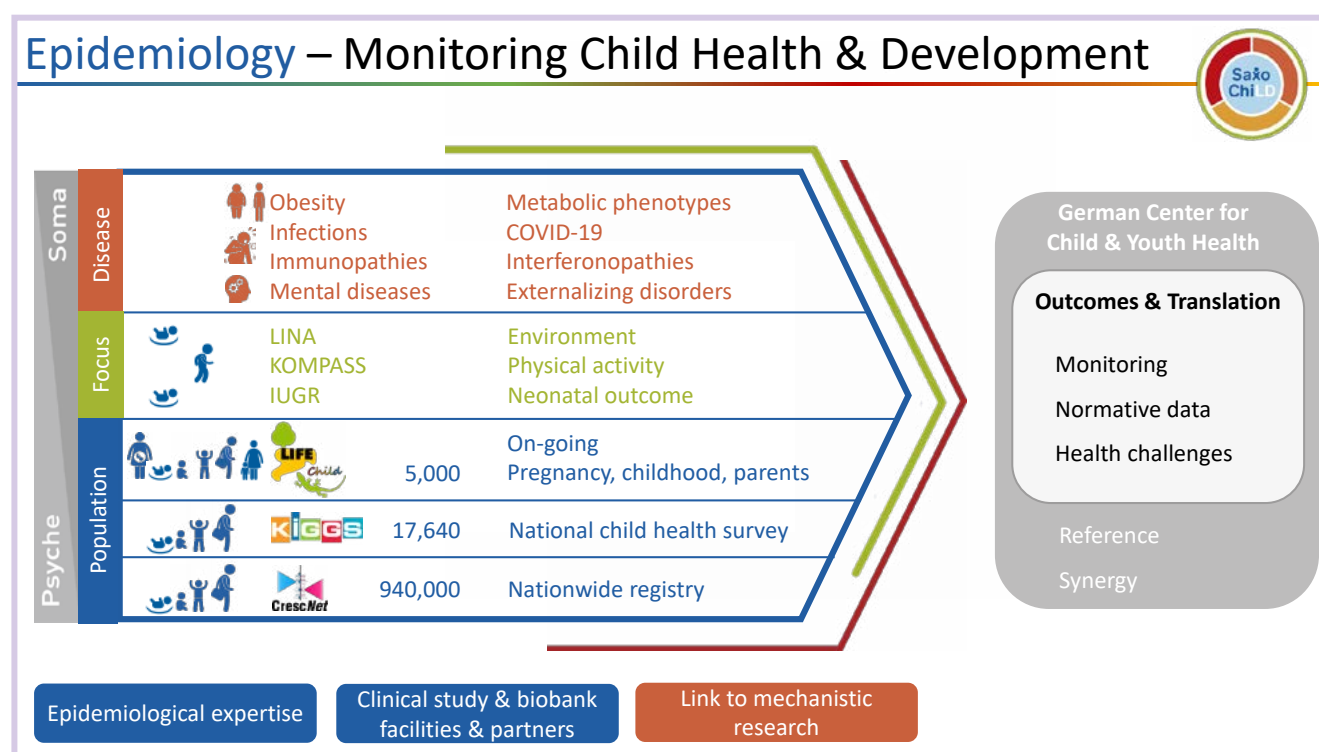 Epidemiology – Monitoring Child Health & Development
Saxo
ChiLD
Soma
Psyche
Disease
Obesity Metabolic phenotypes
Infections COVID-19
Immunopathies Interferonopathies
Mental diseases Externalizing disorders
Focus
LINA Environment
KOMPASS Physical activity
IUGR Neonatal outcome
Population
LIFE
Child
5,000
On-going
Pregnancy, childhood, parents
KiGGS 17,640 National child health survey
CrescNet 940,000 Nationwide registry
German Center for
Child & Youth Health
Outcomes & Translation
Monitoring
Normative data
Health challenges
Reference
Synergy
Epidemiological expertise
Clinical study & biobank
facilities & partners
Link to mechanistic
research